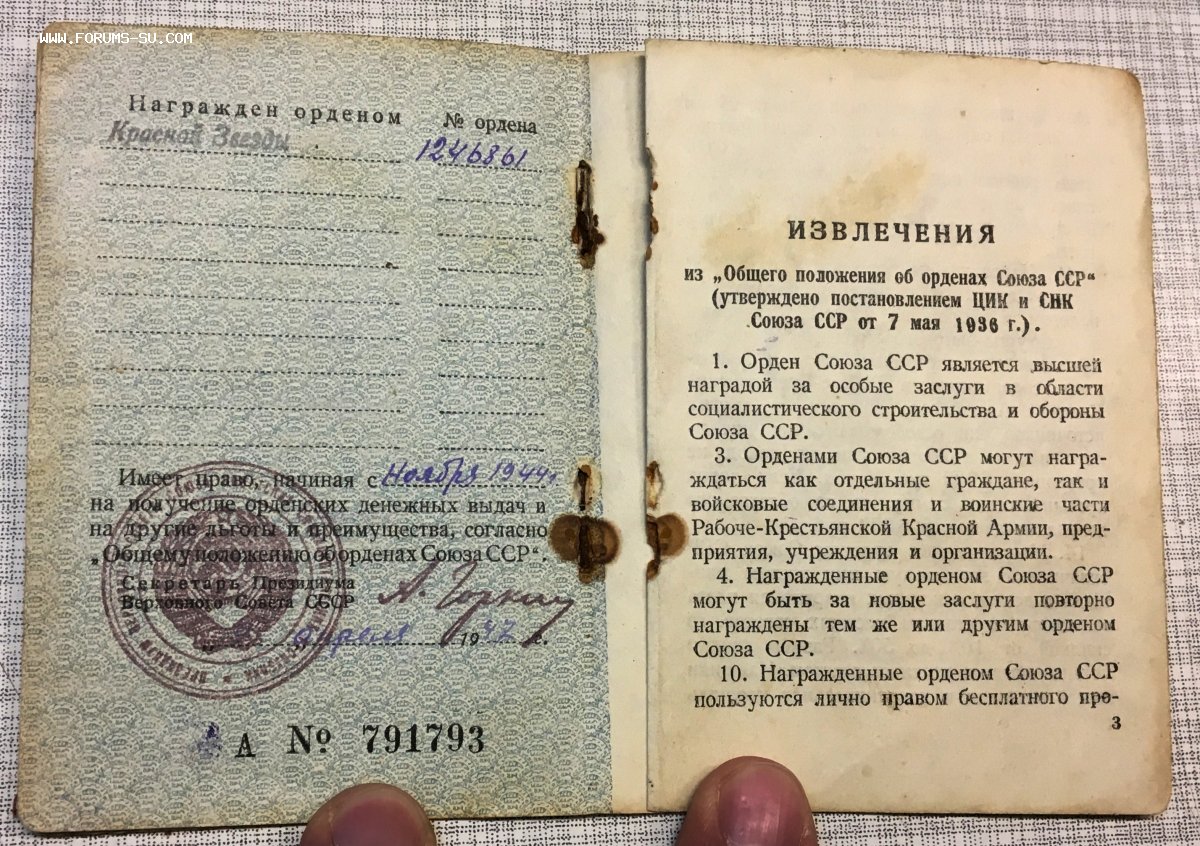 www.FORUMS-SU.COM
Награжден орденом № ордена
Красной Звезды 1246861
Имеет право, начиная с Ноября 1944 г.
на получение орденских денежных выдач и
на другие льготы и преимущества, согласно
„Общему положению об орденах Союза ССР".
Секретарь Президиума
Верховного Совета СССР А. Горкин
апреля 1947 г.
А № 791793
ИЗВЛЕЧЕНИЯ
из „Общего положения об орденах Союза ССР"
(утверждено постановлением ЦИК и СНК
Союза ССР от 7 мая 1936 г.).
1. Орден Союза ССР является высшей
наградой за особые заслуги в области
социалистического строительства и обороны
Союза ССР.
3. Орденами Союза ССР могут награ-
ждаться как отдельные граждане, так и
войсковые соединения и воинские части
Рабоче-Крестьянской Красной Армии, пред-
приятия, учреждения и организации.
4. Награжденные орденом Союза ССР
могут быть за новые заслуги повторно
награждены тем же или другим орденом
Союза ССР.
10. Награжденные орденом Союза ССР
пользуются лично правом бесплатного про-
3